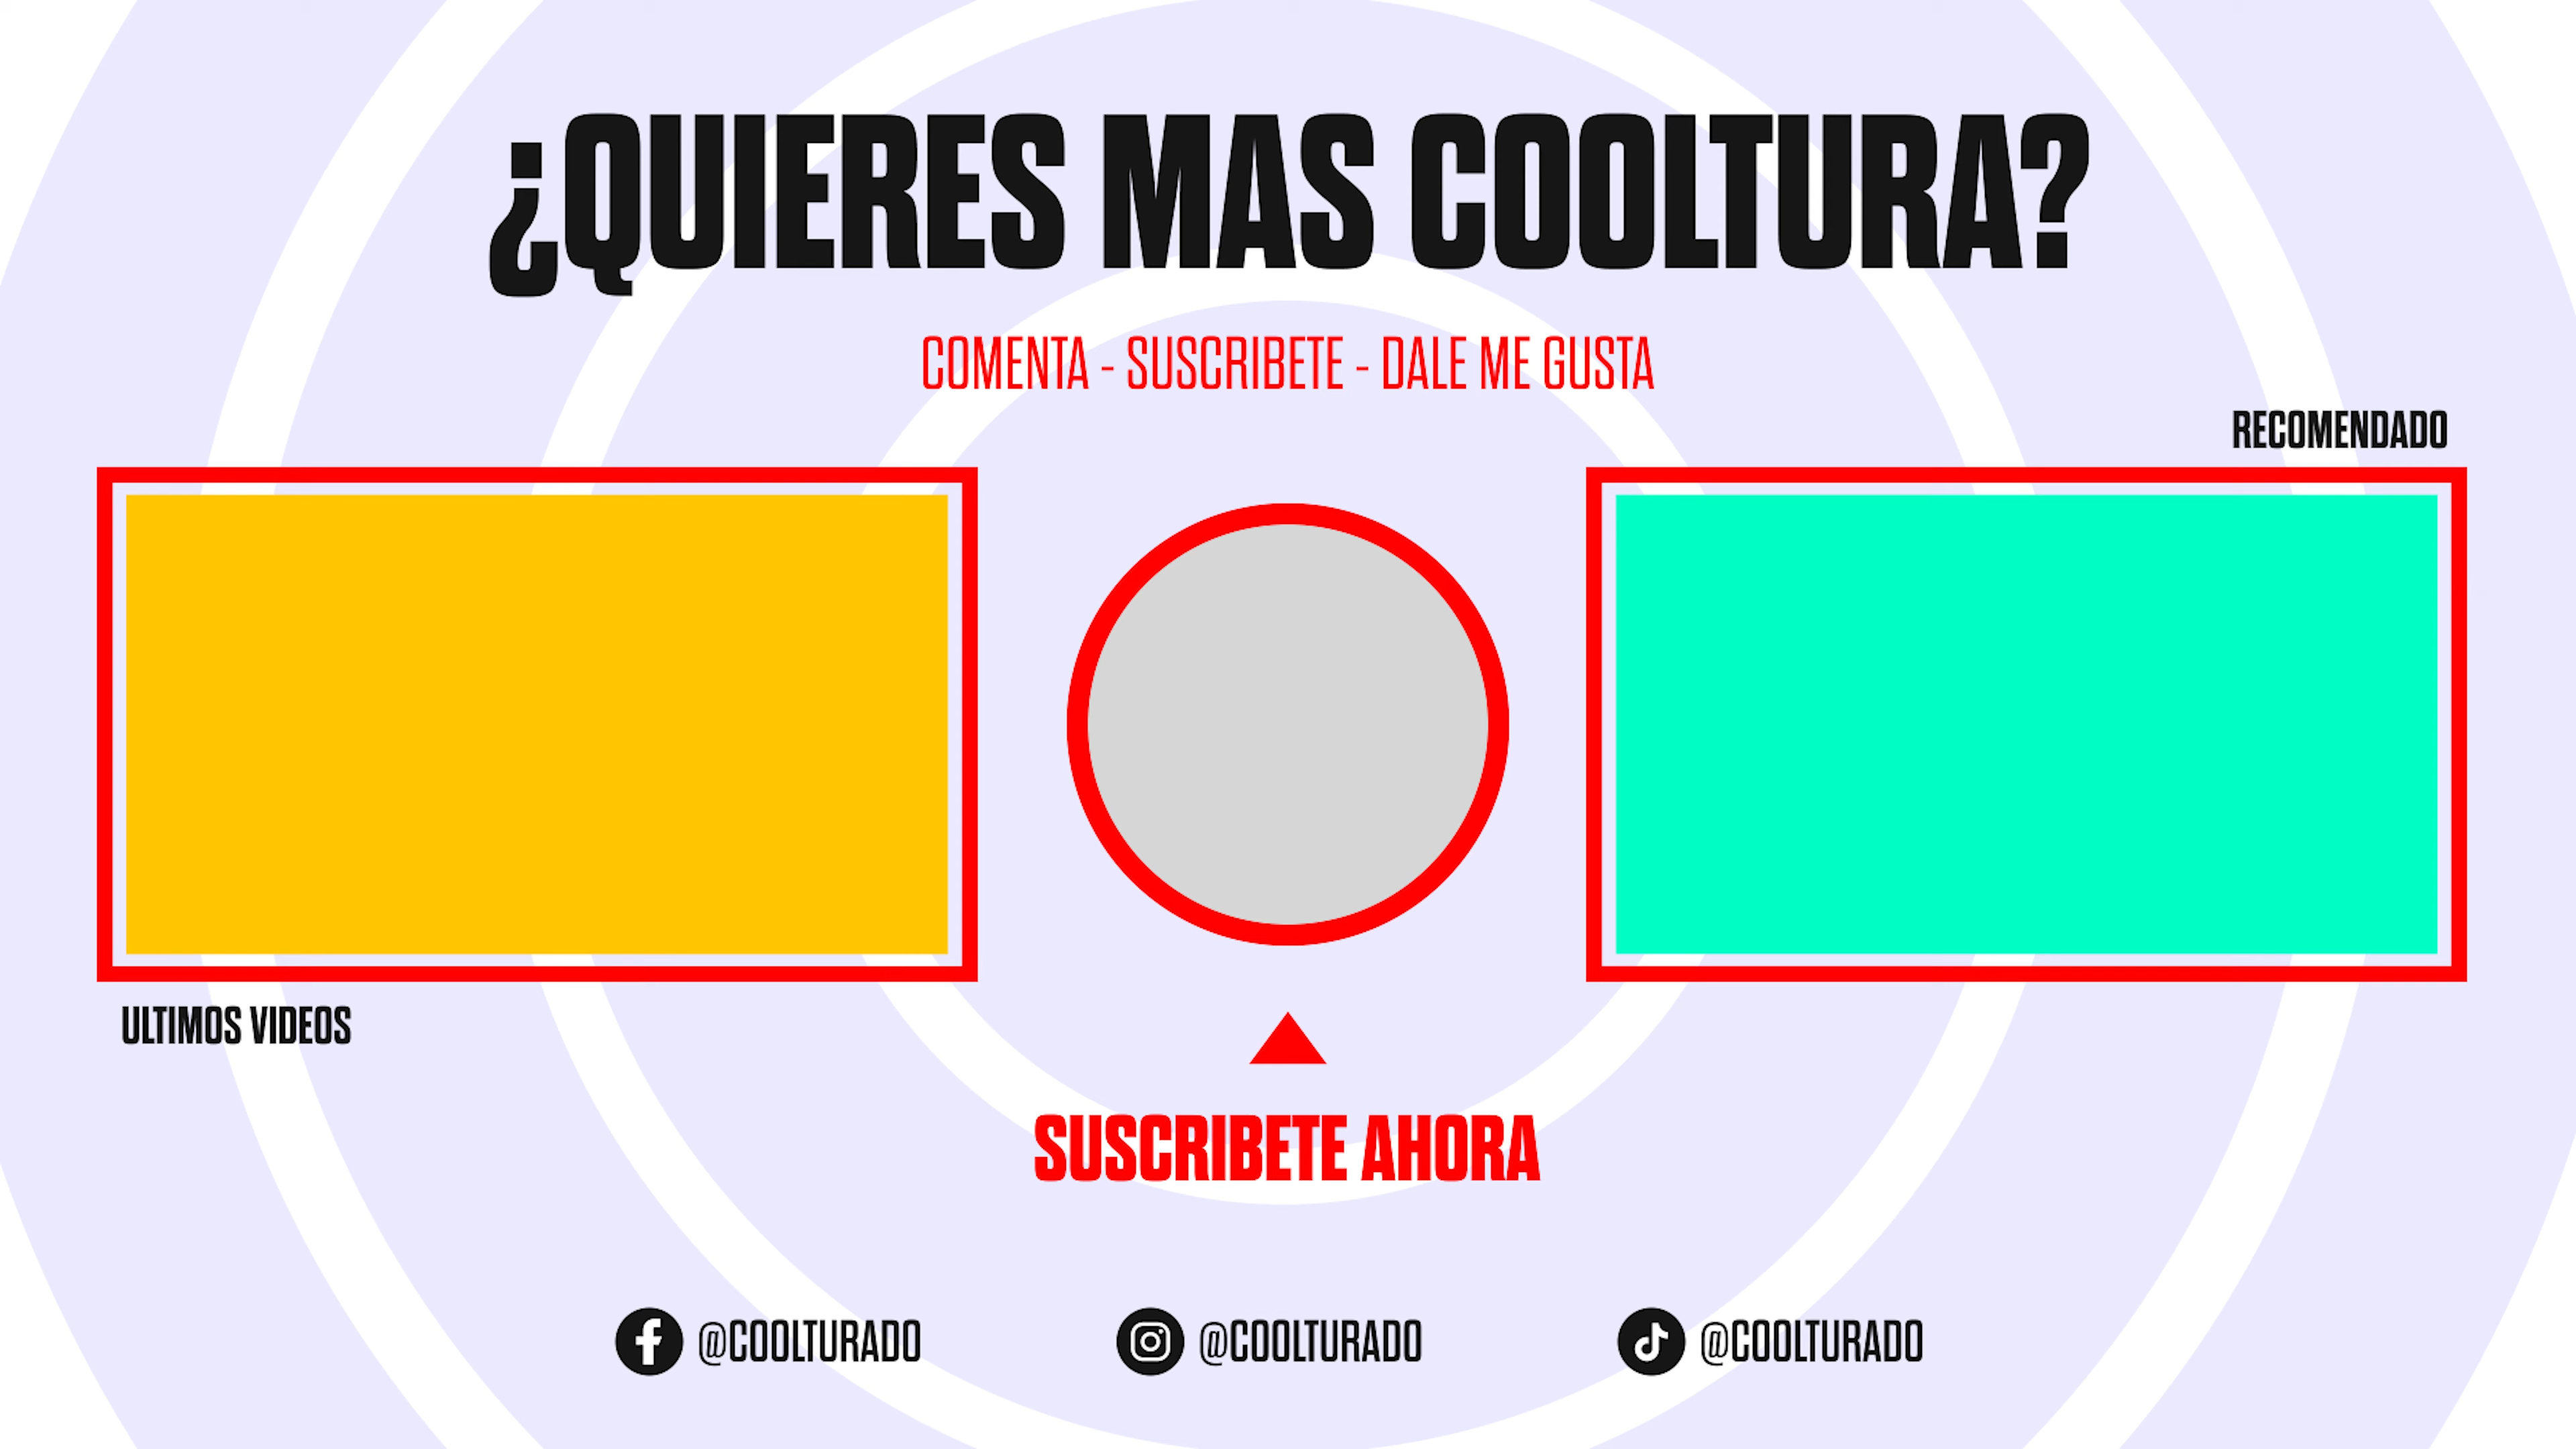 ¿QUIERES MAS COOLTURA?
COMENTA - SUSCRIBETE - DALE ME GUSTA
RECOMENDADO
ULTIMOS VIDEOS
SUSCRIBETE AHORA
@COOLTURADO
@COOLTURADO
@COOLTURADO